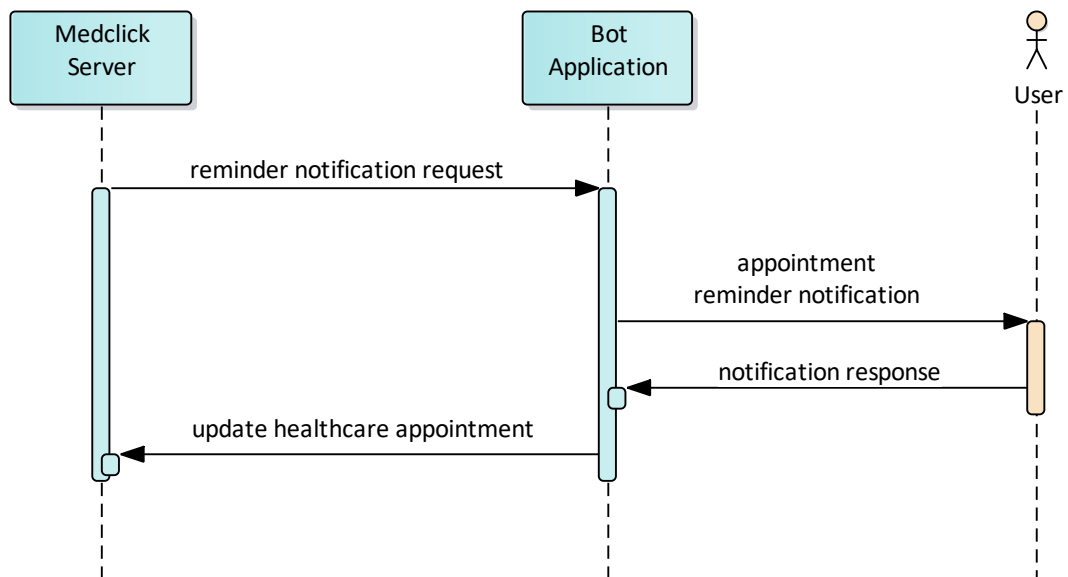 Medclick
Server
Bot
Application
User
reminder notification request
appointment
reminder notification
notification response
update healthcare appointment